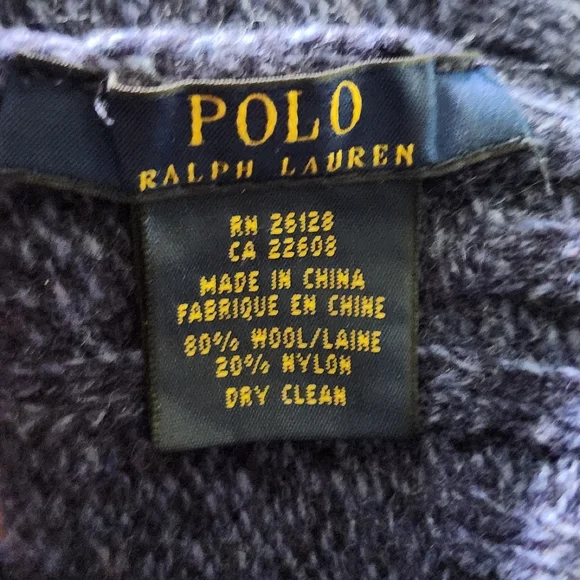 POLO
RALPH LAUREN
RN 26128
CA 22608
MADE IN CHINA
FABRIQUE EN CHINE
80% WOOL/LAINE
20% NYLON
DRY CLEAN